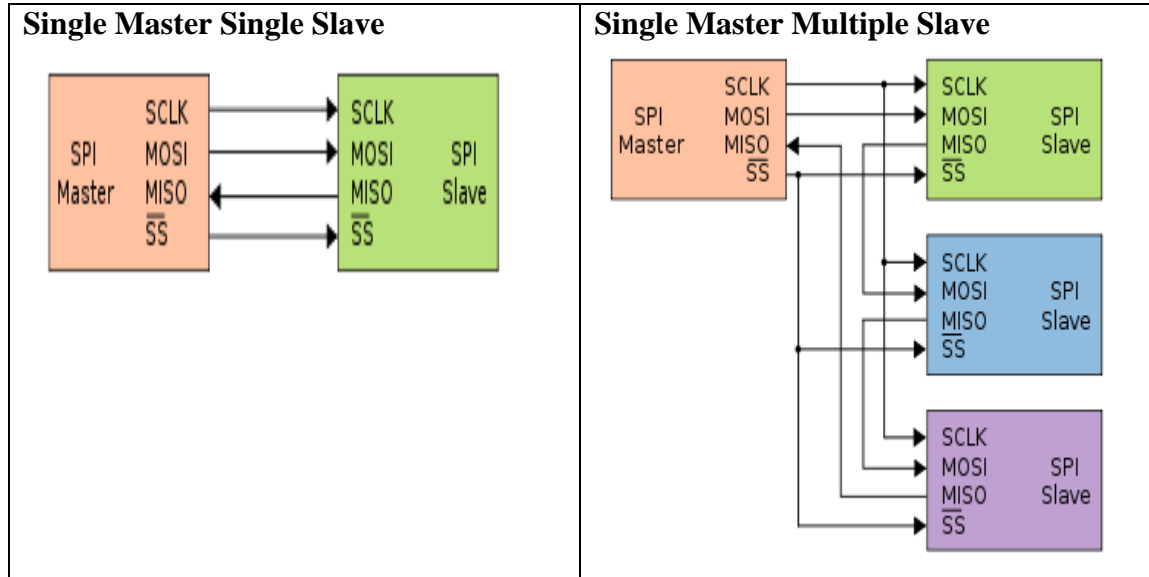 Single Master Single Slave
SCLK
SPI MOSI
Master MISO
SS
SCLK
MOSI SPI
MISO Slave
SS
Single Master Multiple Slave
SCLK
SPI MOSI
Master MISO
SS
SCLK
MOSI SPI
MISO Slave
SS
SCLK
MOSI SPI
MISO Slave
SS
SCLK
MOSI SPI
MISO Slave
SS